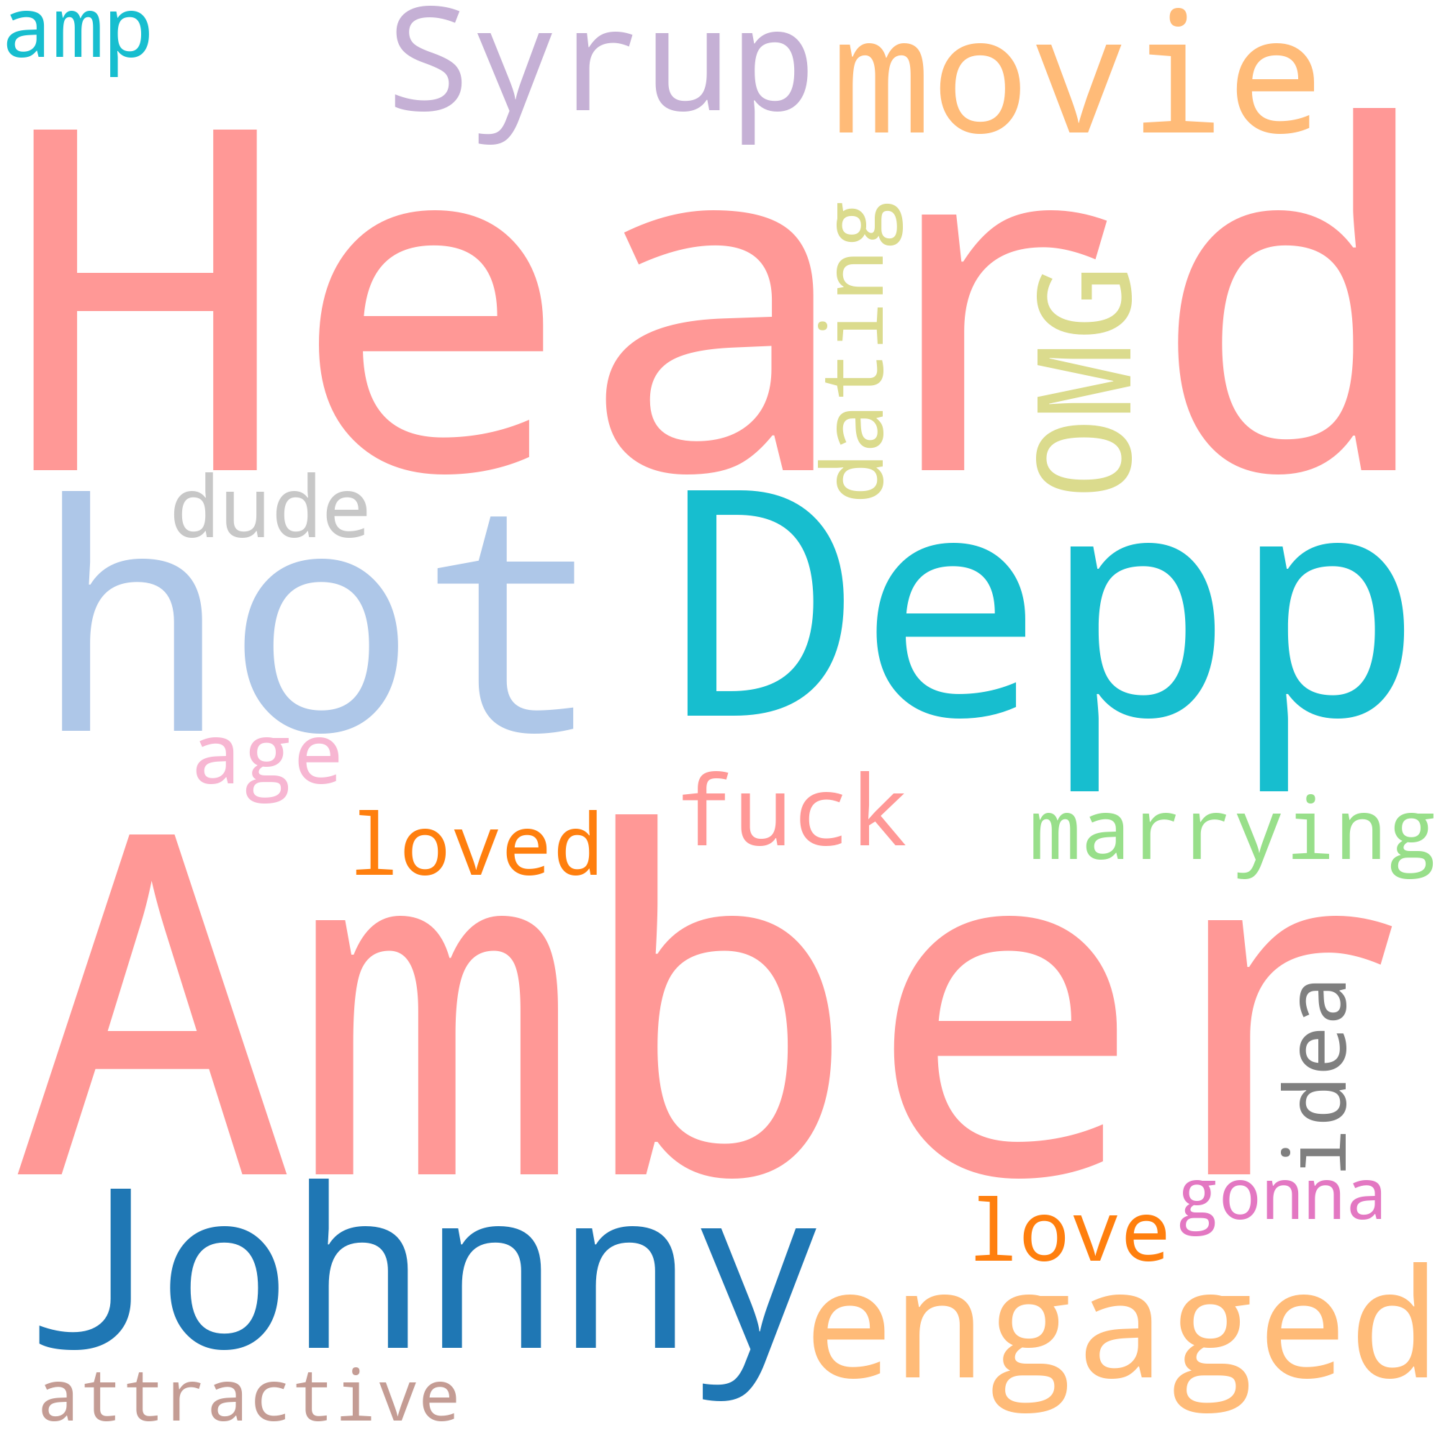 amp
Syrup
movie
Heard
dating
OMG
dude
hot
Depp
age
fuck
loved
marrying
Amber
idea
Johnny
love
gonna
engaged
attractive